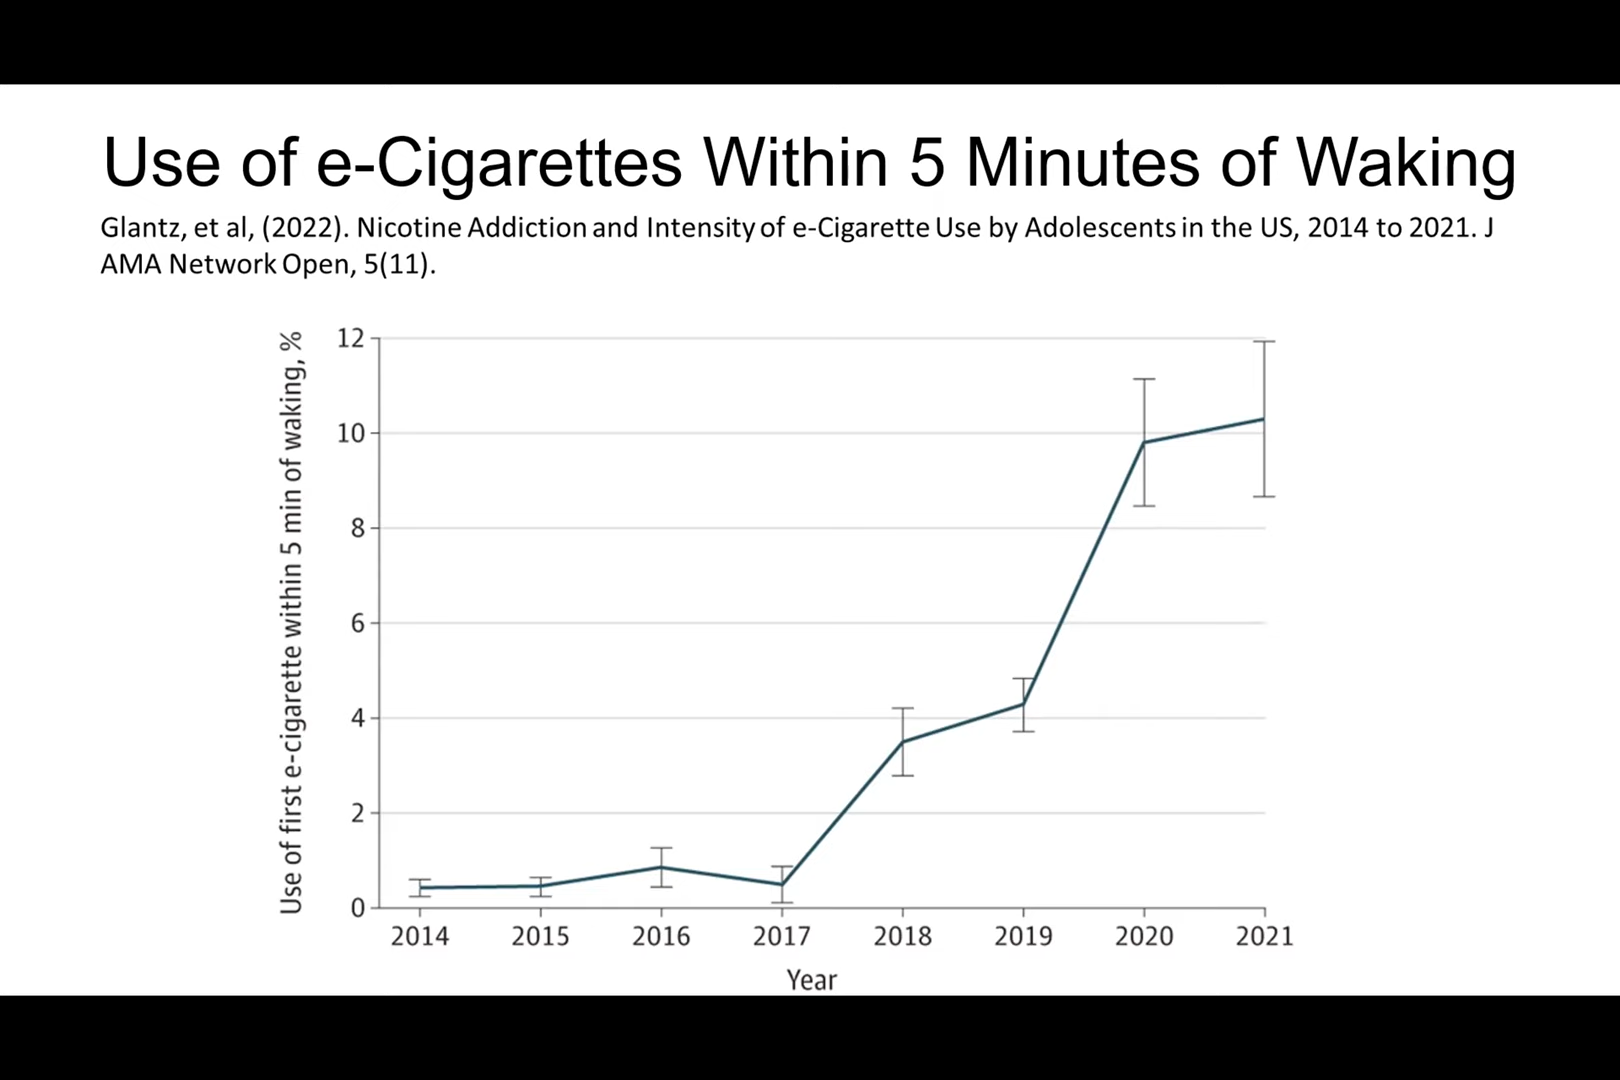 Use of e-Cigarettes Within 5 Minutes of Waking
Glantz, et al, (2022). Nicotine Addiction and Intensity of e-Cigarette Use by Adolescents in the US, 2014 to 2021. J
AMA Network Open, 5(11).
Use of first e-cigarette within 5 min of waking, %
12
10
8
6
4
2
0
2014 2015 2016 2017 2018 2019 2020 2021
Year